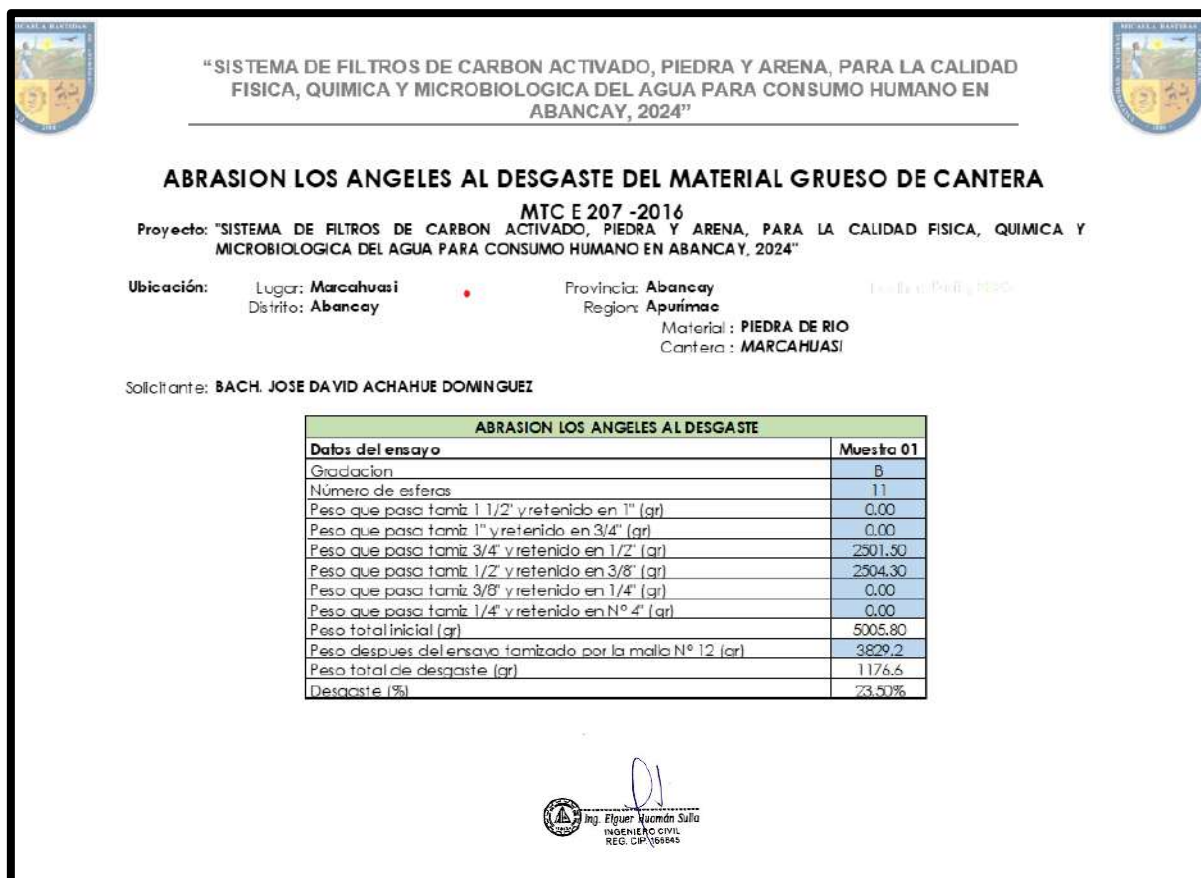 “SISTEMA DE FILTROS DE CARBON ACTIVADO, PIEDRA Y ARENA, PARA LA CALIDAD
FISICA, QUIMICA Y MICROBIOLOGICA DEL AGUA PARA CONSUMO HUMANO EN
ABANCAY, 2024”
ABRASION LOS ANGELES AL DESGASTE DEL MATERIAL GRUESO DE CANTERA
MTC E 207 -2016
Proyecto: "SISTEMA DE FILTROS DE CARBON ACTIVADO, PIEDRA Y ARENA, PARA LA CALIDAD FISICA, QUIMICA Y
MICROBIOLOGICA DEL AGUA PARA CONSUMO HUMANO EN ABANCAY, 2024"
Ubicación: Lugar: Marcahuasi Provincia: Abancay
Distrito: Abancay Region: Apurímac
Material : PIEDRA DE RIO
Cantera : MARCAHUASI
Solicitante: BACH. JOSE DAVID ACHAHUE DOMINGUEZ
ABRASION LOS ANGELES AL DESGASTE
Datos del ensayo Muestra 01
Gradacion B
Número de esferas 11
Peso que pasa tamiz 1 1/2" y retenido en 1" (gr) 0.00
Peso que pasa tamiz 1" y retenido en 3/4" (gr) 0.00
Peso que pasa tamiz 3/4" y retenido en 1/2" (gr) 2501.50
Peso que pasa tamiz 1/2" y retenido en 3/8" (gr) 2504.30
Peso que pasa tamiz 3/8" y retenido en 1/4" (gr) 0.00
Peso que pasa tamiz 1/4" y retenido en Nº 4" (gr) 0.00
Peso total inicial (gr) 5005.80
Peso despues del ensayo tamizado por la malla Nº 12 (gr) 3829.2
Peso total de desgaste (gr) 1176.6
Desgaste (%) 23.50%
Ing. Elguer Huamán Sulla
INGENIERO CIVIL
REG. CIP. 166845